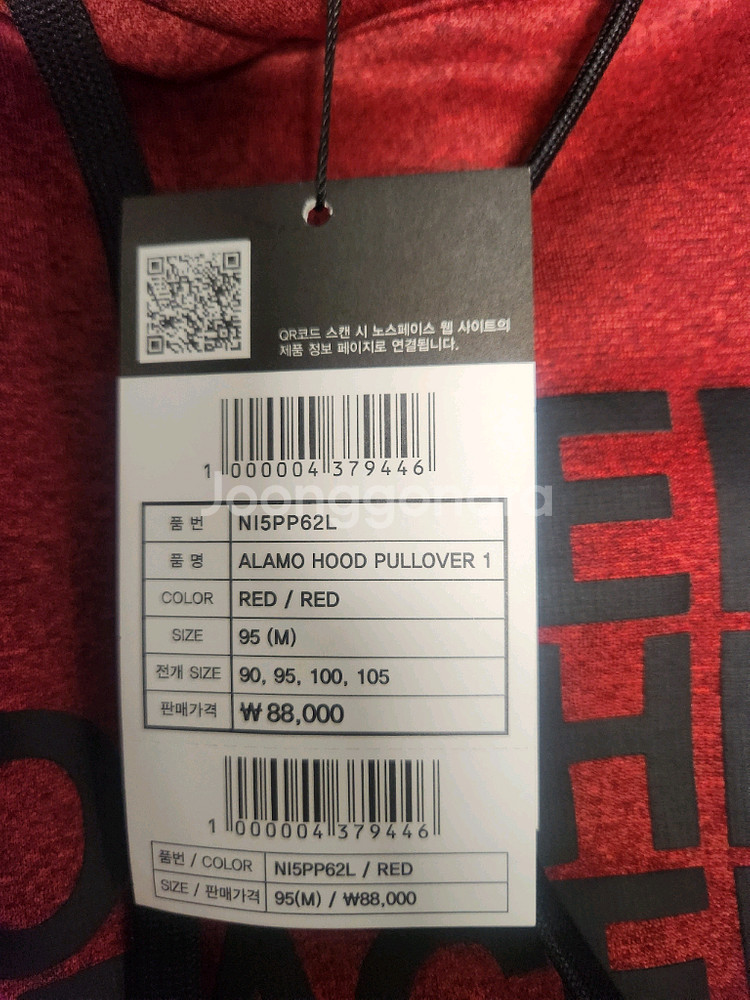 QR코드 스캔 시 노스페이스 웹 사이트의
제품 정보 페이지로 연결됩니다.
1 000004 379446
Joonggonara
품 번 NI5PP62L
품 명 ALAMO HOOD PULLOVER 1
COLOR RED / RED
SIZE 95 (M)
전개 SIZE 90, 95, 100, 105
판매가격 ₩ 88,000
1 000004 379446
품번 / COLOR NI5PP62L / RED
SIZE / 판매가격 95(M) / ₩88,000